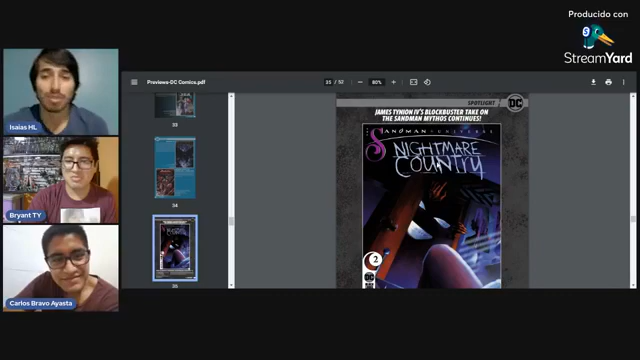 Producido con
StreamYard
Isaias HL
Bryant TY
Carlos Bravo Ayasta
Previews-DC Comics.pdf
35 / 52
80%
33
34
35
SPOTLIGHT
DC
JAMES TYNION IV'S BLOCKBUSTER TAKE ON
THE SANDMAN MYTHOS CONTINUES!
SANDMAN UNIVERSE
NIGHTMARE
COUNTRY
2